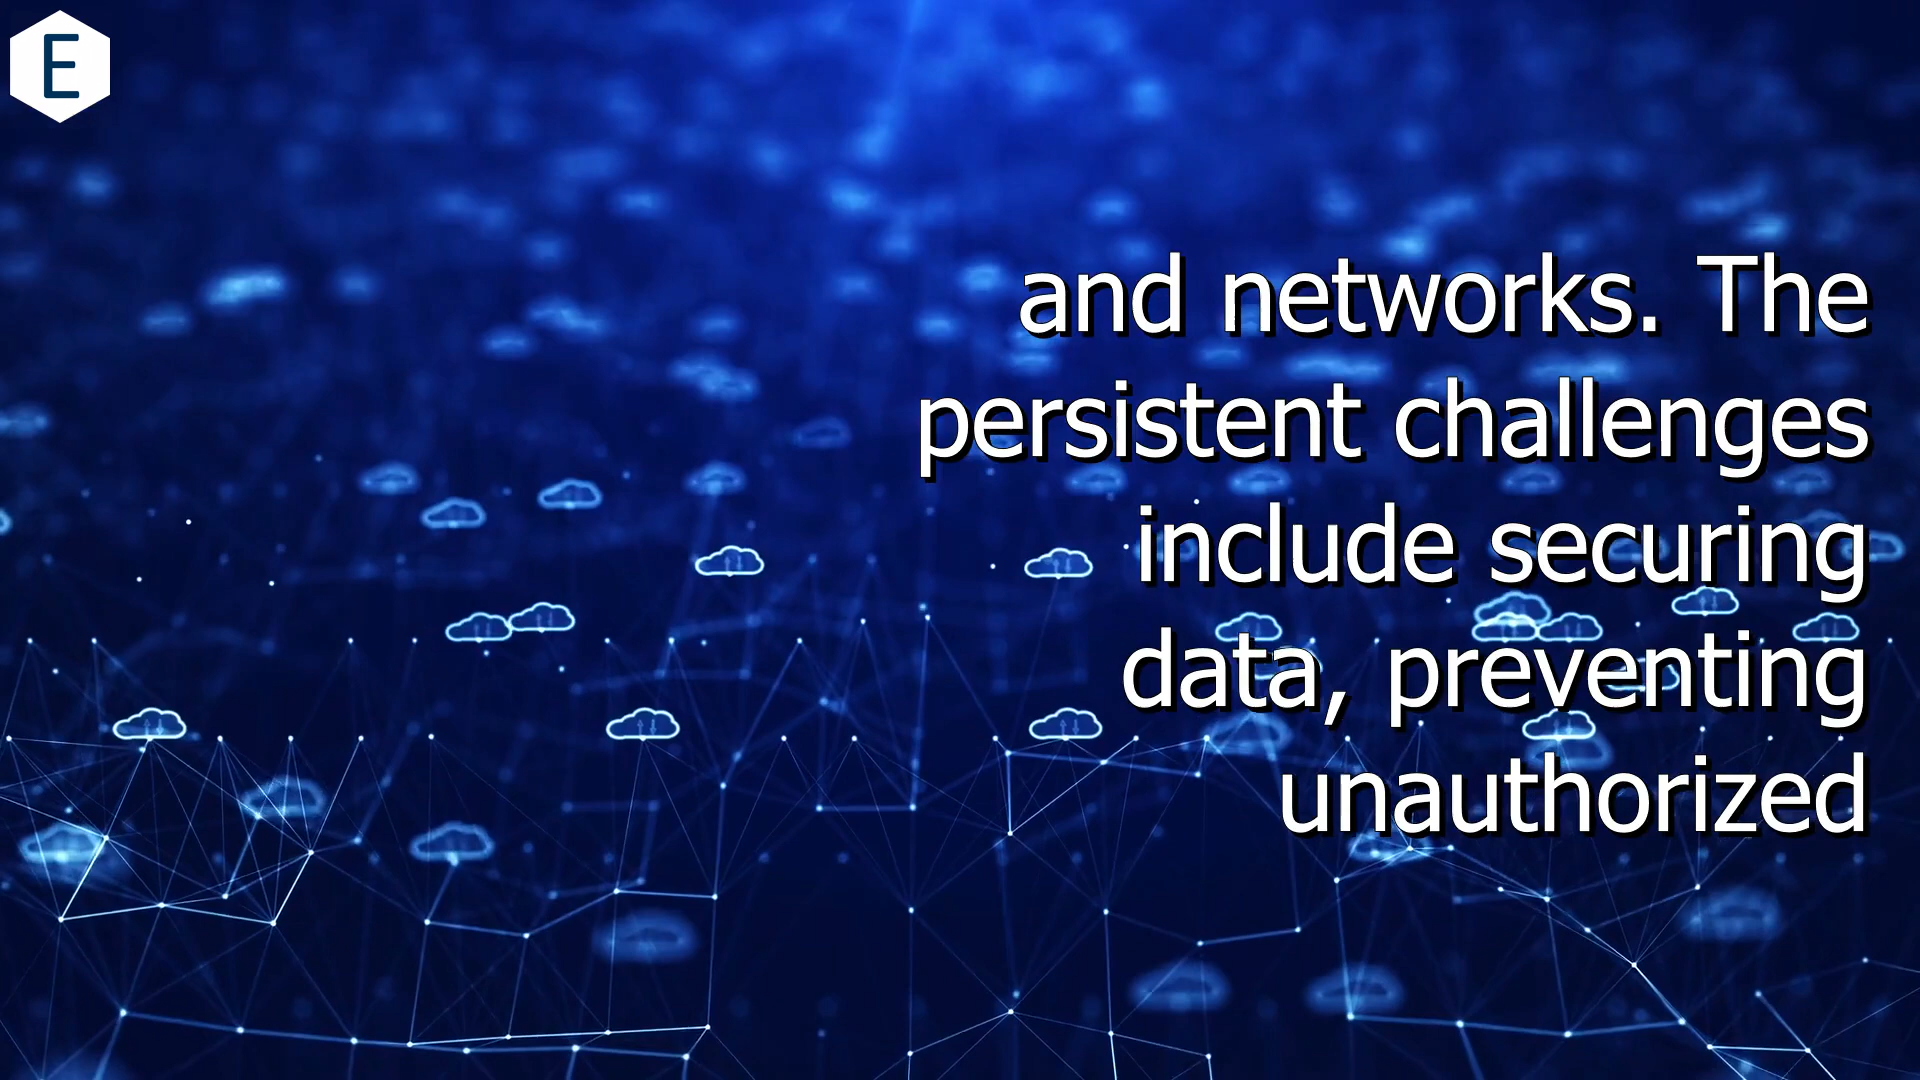 E
and networks. The
persistent challenges
include securing
data, preventing
unauthorized